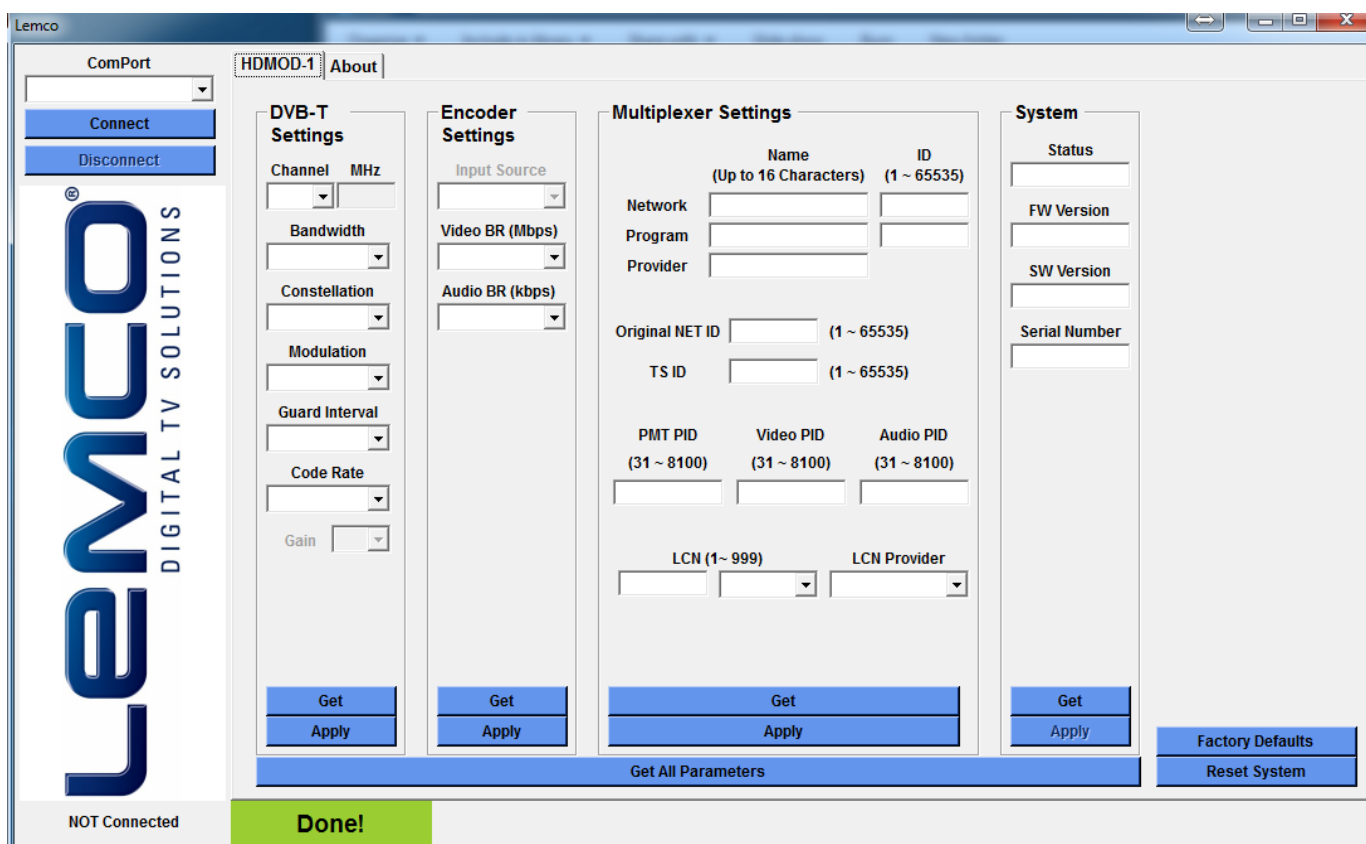 Lemco
ComPort
Connect
Disconnect
LEMCO®
DIGITAL TV SOLUTIONS
NOT Connected
HDMOD-1
About
DVB-T
Settings
Channel MHz
Bandwidth
Constellation
Modulation
Guard Interval
Code Rate
Gain
Get
Apply
Encoder
Settings
Input Source
Video BR (Mbps)
Audio BR (kbps)
Get
Apply
Multiplexer Settings
Name ID
(Up to 16 Characters) (1 ~ 65535)
Network
Program
Provider
Original NET ID (1 ~ 65535)
TS ID (1 ~ 65535)
PMT PID Video PID Audio PID
(31 ~ 8100) (31 ~ 8100) (31 ~ 8100)
LCN (1~ 999) LCN Provider
Get
Apply
System
Status
FW Version
SW Version
Serial Number
Get
Apply
Get All Parameters
Factory Defaults
Reset System
Done!